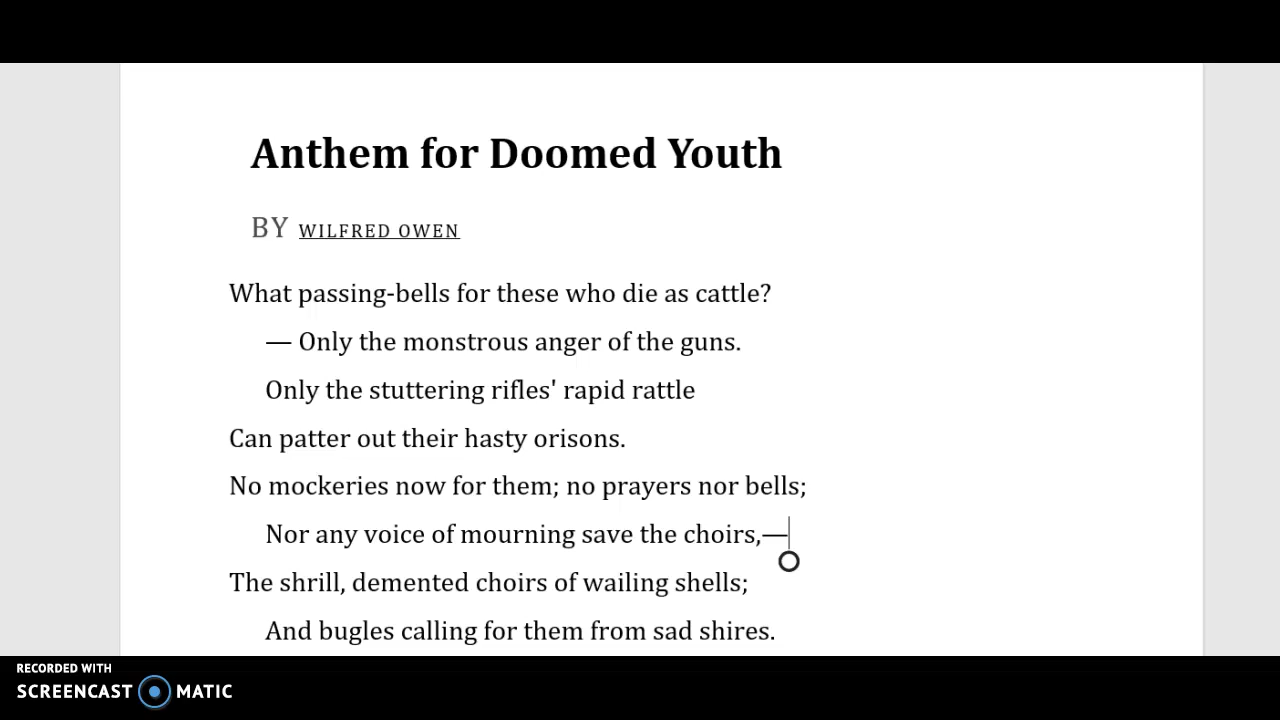 Anthem for Doomed Youth
BY WILFRED OWEN
What passing-bells for these who die as cattle?
— Only the monstrous anger of the guns.
Only the stuttering rifles' rapid rattle
Can patter out their hasty orisons.
No mockeries now for them; no prayers nor bells;
Nor any voice of mourning save the choirs,—
The shrill, demented choirs of wailing shells;
And bugles calling for them from sad shires.
RECORDED WITH
SCREENCAST MATIC